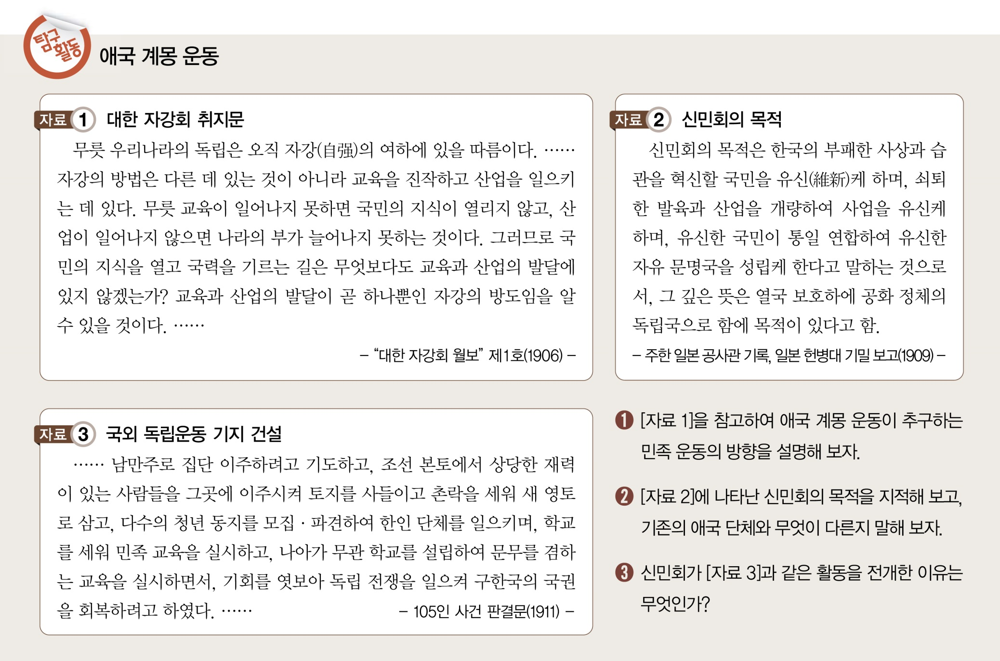 탐구
활동
애국 계몽 운동
자료 1 대한 자강회 취지문
무릇 우리나라의 독립은 오직 자강(自强)의 여하에 있을 따름이다. ……
자강의 방법은 다른 데 있는 것이 아니라 교육을 진작하고 산업을 일으키
는 데 있다. 무릇 교육이 일어나지 못하면 국민의 지식이 열리지 않고, 산
업이 일어나지 않으면 나라의 부가 늘어나지 못하는 것이다. 그러므로 국
민의 지식을 열고 국력을 기르는 길은 무엇보다도 교육과 산업의 발달에
있지 않겠는가? 교육과 산업의 발달이 곧 하나뿐인 자강의 방도임을 알
수 있을 것이다. ……
– “대한 자강회 월보” 제1호(1906) –
자료 2 신민회의 목적
신민회의 목적은 한국의 부패한 사상과 습
관을 혁신할 국민을 유신(維新)케 하며, 쇠퇴
한 발육과 산업을 개량하여 사업을 유신케
하며, 유신한 국민이 통일 연합하여 유신한
자유 문명국을 성립케 한다고 말하는 것으로
서, 그 깊은 뜻은 열국 보호하에 공화 정체의
독립국으로 함에 목적이 있다고 함.
– 주한 일본 공사관 기록, 일본 헌병대 기밀 보고(1909) –
자료 3 국외 독립운동 기지 건설
…… 남만주로 집단 이주하려고 기도하고, 조선 본토에서 상당한 재력
이 있는 사람들을 그곳에 이주시켜 토지를 사들이고 촌락을 세워 새 영토
로 삼고, 다수의 청년 동지를 모집 · 파견하여 한인 단체를 일으키며, 학교
를 세워 민족 교육을 실시하고, 나아가 무관 학교를 설립하여 문무를 겸하
는 교육을 실시하면서, 기회를 엿보아 독립 전쟁을 일으켜 구한국의 국권
을 회복하려고 하였다. …… – 105인 사건 판결문(1911) –
❶ [자료 1]을 참고하여 애국 계몽 운동이 추구하는
민족 운동의 방향을 설명해 보자.
❷ [자료 2]에 나타난 신민회의 목적을 지적해 보고,
기존의 애국 단체와 무엇이 다른지 말해 보자.
❸ 신민회가 [자료 3]과 같은 활동을 전개한 이유는
무엇인가?